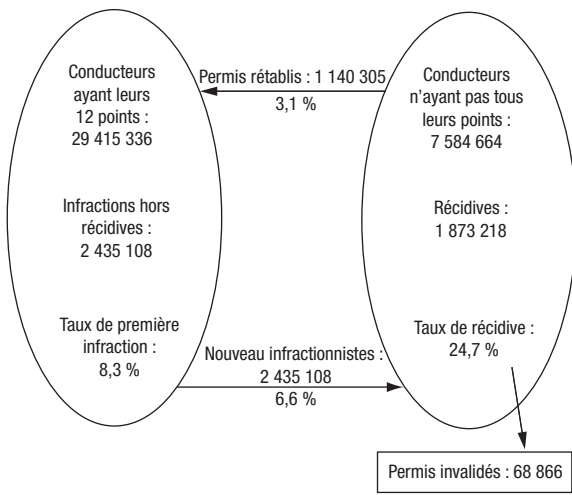 Conducteurs
ayant leurs
12 points :
29 415 336
Infractions hors
récidives :
2 435 108
Taux de première
infraction :
8,3 %
Permis rétablis : 1 140 305
3,1 %
Nouveau infractionnistes :
2 435 108
6,6 %
Conducteurs
n'ayant pas tous
leurs points :
7 584 664
Récidives :
1 873 218
Taux de récidive :
24,7 %
Permis invalidés : 68 866